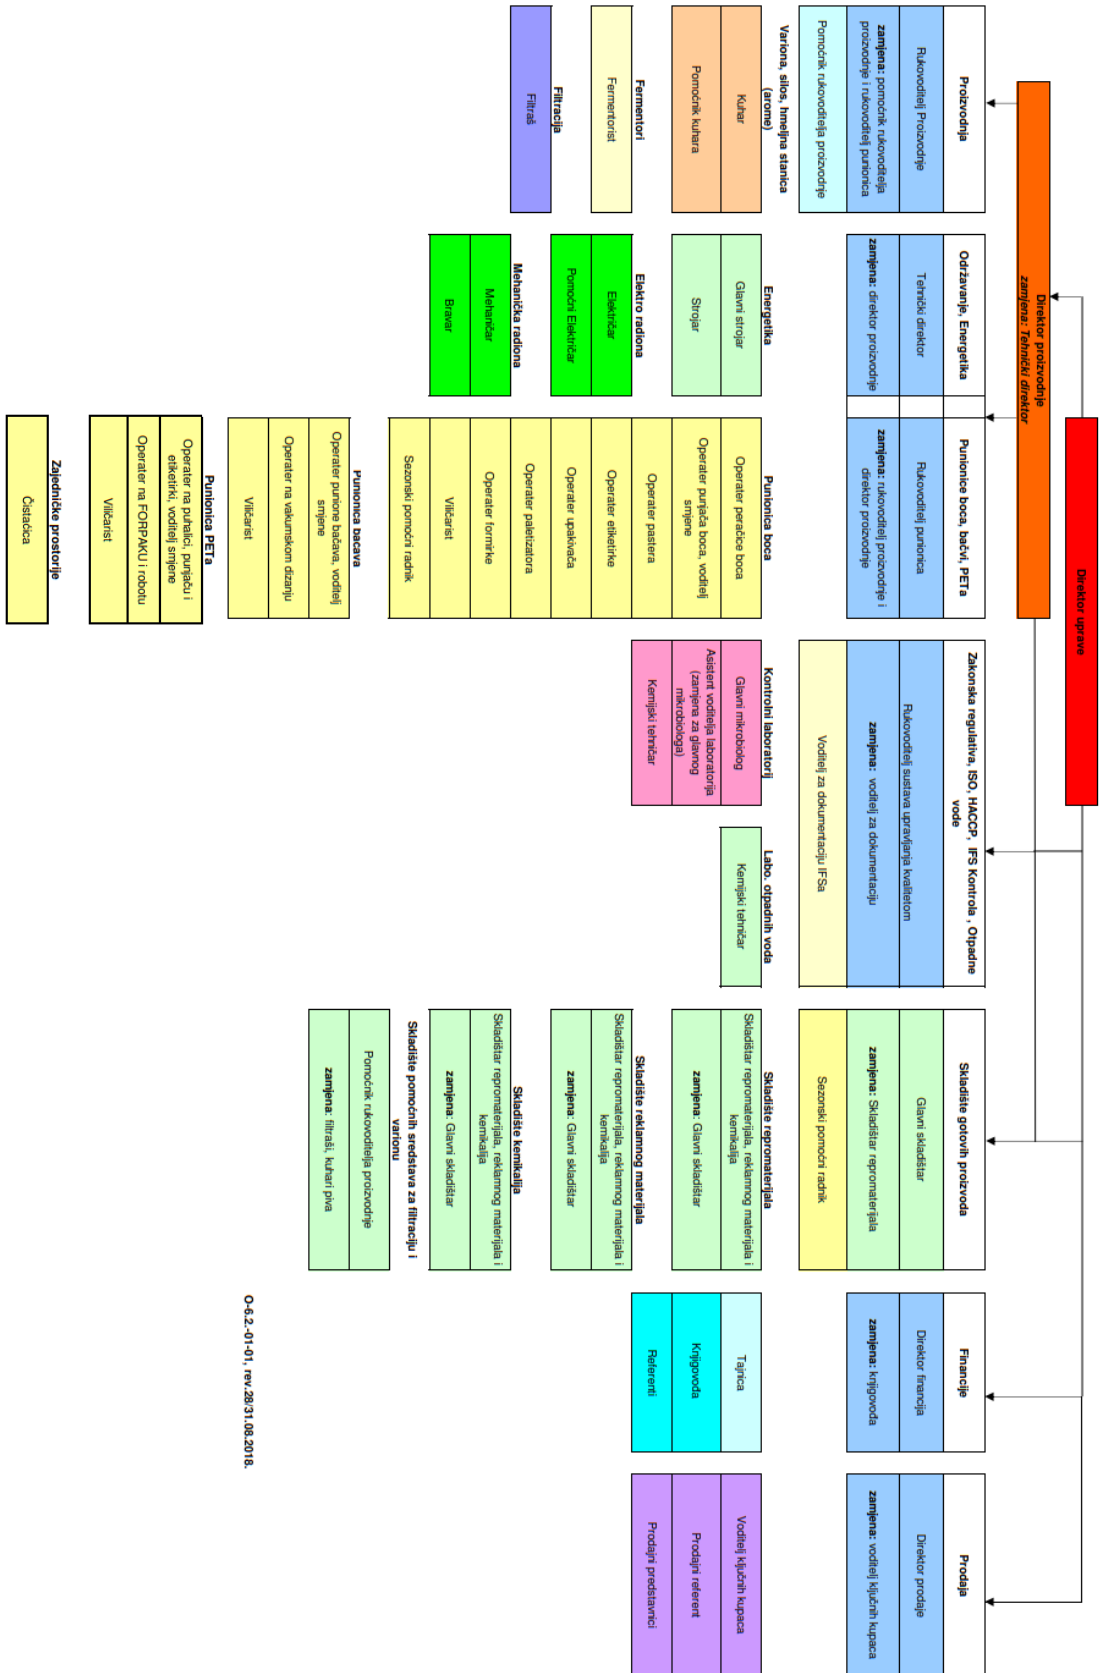 Direktor uprave
Direktor proizvodnje
zamjena: Tehnički direktor
Proizvodnja
Rukovoditelj Proizvodnje
zamjena: pomoćnik rukovoditelja
proizvodnje i rukovoditelj punionica
Pomoćnik rukovoditelja proizvodnje
Variona, silos, hmeljna stanica
(arome)
Kuhar
Pomoćnik kuhara
Fermentori
Fermentorist
Filtracija
Filtraš
Održavanje, Energetika
Tehnički direktor
zamjena: direktor proizvodnje
Energetika
Glavni strojar
Strojar
Elektro radiona
Električar
Pomoćni Električar
Mehanička radiona
Mehaničar
Bravar
Punionice boca, bačvi, PETa
Rukovoditelj punionica
zamjena: rukovoditelj proizvodnje i
direktor proizvodnje
Punionica boca
Operater peračice boca
Operater punjača boca, voditelj
smjene
Operater pastera
Operater etiketirke
Operater upakivača
Operater paletizatora
Operater formirke
Viličarist
Sezonski pomoćni radnik
Punionica bačava
Operater punione bačava, voditelj
smjene
Operater na vakumskom dizanju
Viličarist
Punionica PETa
Operater na puhalici, punjaču i
etiketirki, voditelj smjene
Operater na FORPAKU i robotu
Viličarist
Zajedničke prostorije
Čistačica
Zakonska regulativa, ISO, HACCP, IFS Kontrola , Otpadne
vode
Rukovoditelj sustava upravljanja kvalitetom
zamjena: voditelj za dokumentaciju
Voditelj za dokumentaciju IFSa
Kontrolni laboratorij
Glavni mikrobiolog
Asistent voditelja laboratorija
(zamjena za glavnog
mikrobiologa)
Kemijski tehničar
Labo. otpadnih voda
Kemijski tehničar
Skladište gotovih proizvoda
Glavni skladištar
zamjena: Skladištar repromaterijala
Sezonski pomoćni radnik
Skladište repromaterijala
Skladištar repromaterijala, reklamnog materijala i
kemikalija
zamjena: Glavni skladištar
Skladište reklamnog materijala
Skladištar repromaterijala, reklamnog materijala i
kemikalija
zamjena: Glavni skladištar
Skladište kemikalija
Skladištar repromaterijala, reklamnog materijala i
kemikalija
zamjena: Glavni skladištar
Skladište pomoćnih sredstava za filtraciju i
varionu
Pomoćnik rukovoditelja proizvodnje
zamjena: filtraši, kuhari piva
Financije
Direktor financija
zamjena: knjigovođa
Tajnica
Knjigovođa
Referenti
Prodaja
Direktor prodaje
zamjena: voditelj ključnih kupaca
Voditelj ključnih kupaca
Prodajni referent
Prodajni predstavnici
O-6.2.-01-01, rev.28/31.08.2018.